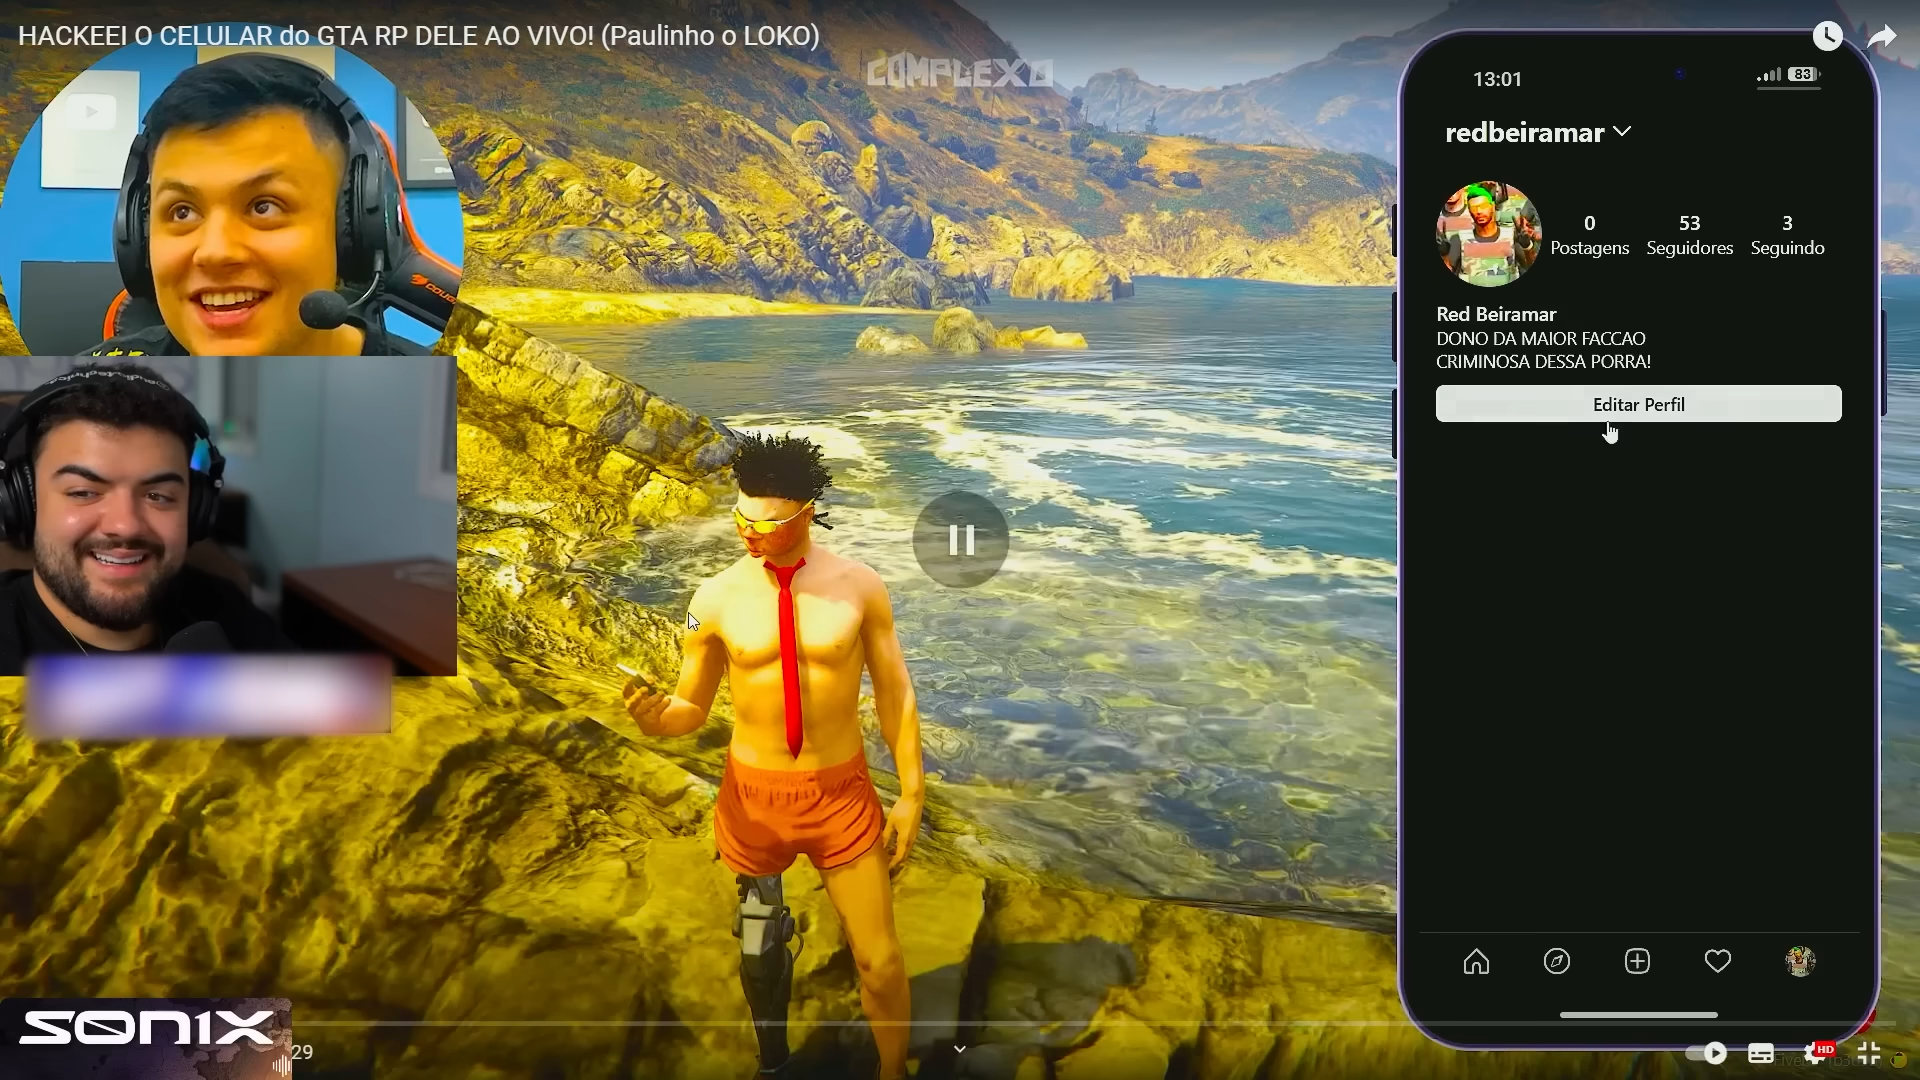 HACKEEI O CELULAR do GTA RP DELE AO VIVO! (Paulinho o LOKO)
COMPLEXO
13:01
83
redbeiramar
0
53
3
Postagens
Seguidores
Seguindo
Red Beiramar
DONO DA MAIOR FACCAO
CRIMINOSA DESSA PORRA!
Editar Perfil
SONIX
29
HD